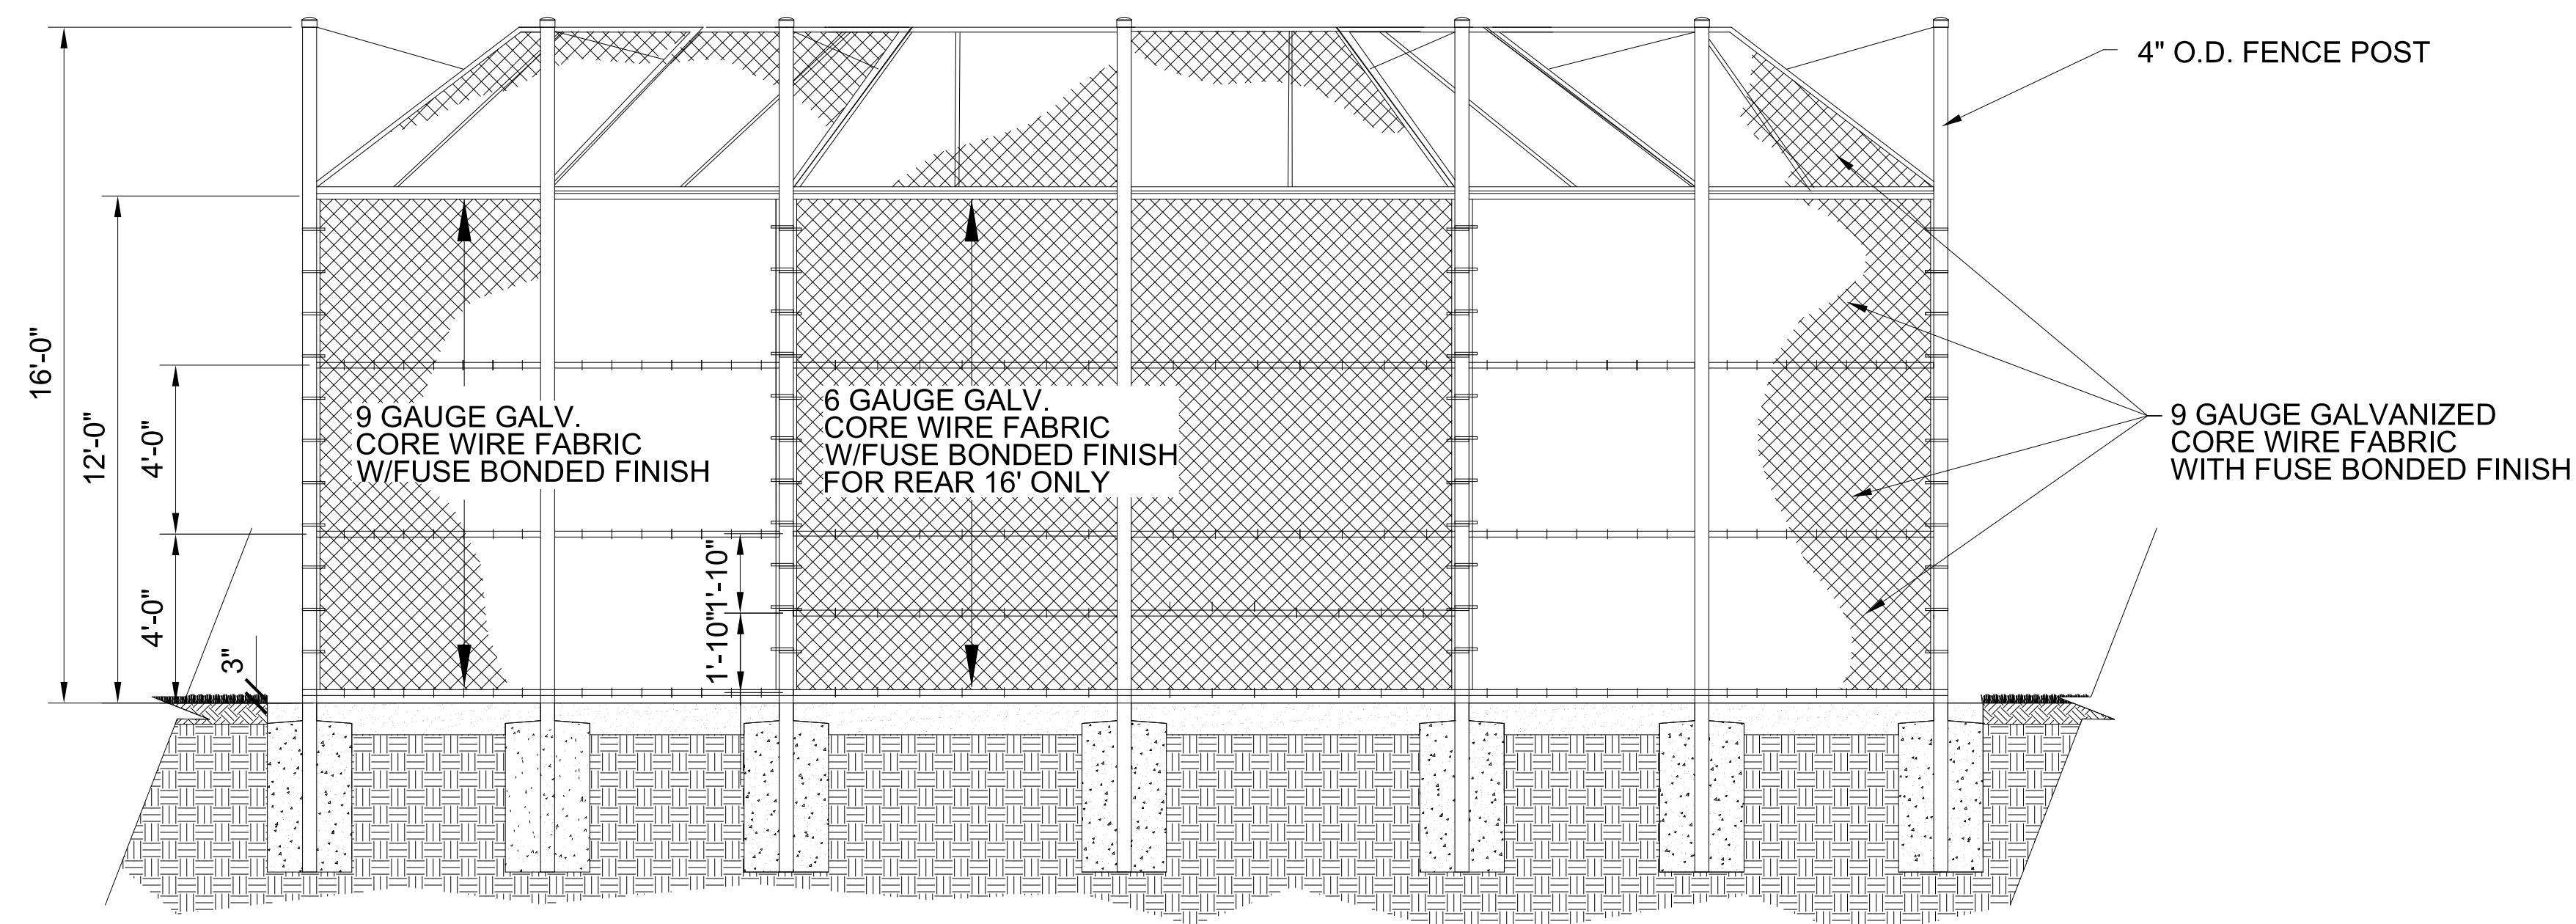 4" O.D. FENCE POST
16'-0"
12'-0"
4'-0"
4'-0"
3"
9 GAUGE GALV.
CORE WIRE FABRIC
W/FUSE BONDED FINISH
1'-10"
1'-10"
6 GAUGE GALV.
CORE WIRE FABRIC
W/FUSE BONDED FINISH
FOR REAR 16' ONLY
9 GAUGE GALVANIZED
CORE WIRE FABRIC
WITH FUSE BONDED FINISH